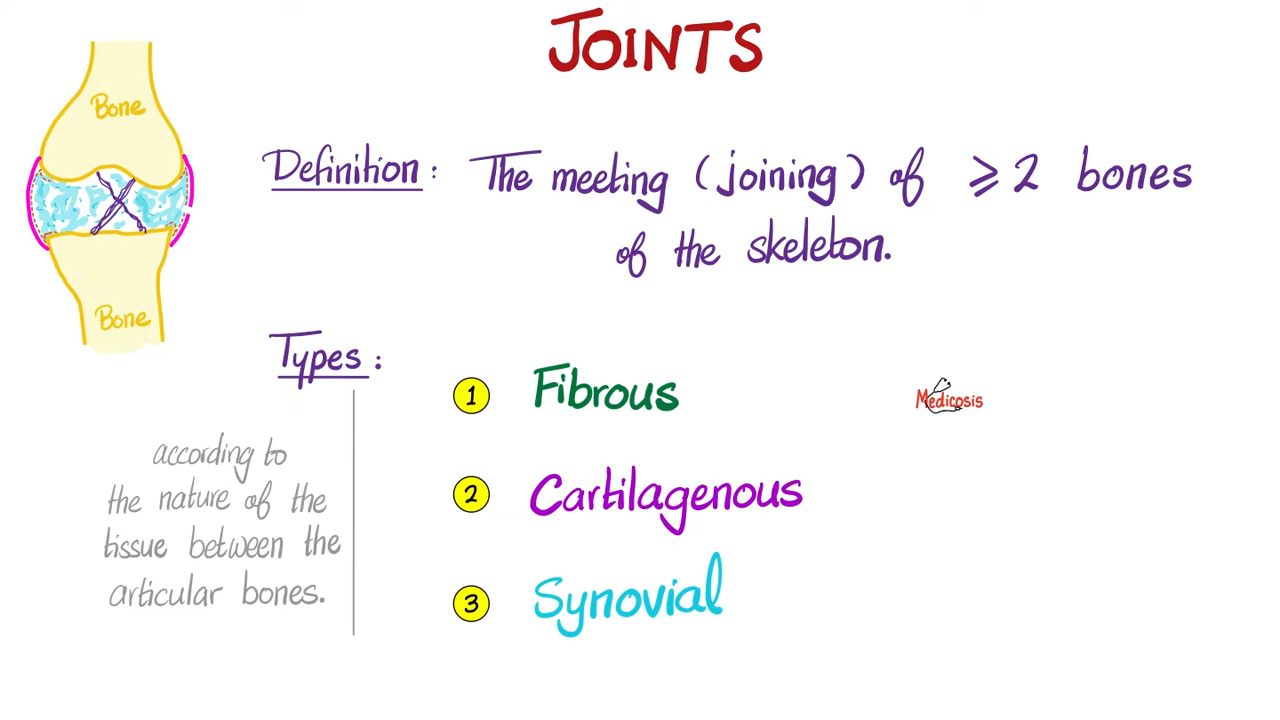 JOINTS
Bone
Definition: The meeting (joining) of ⩾2 bones
of the skeleton.
Bone
Types:
1 Fibrous
Medicosis
according to
the nature of the
tissue between the
articular bones.
2 Cartilagenous
3 Synovial